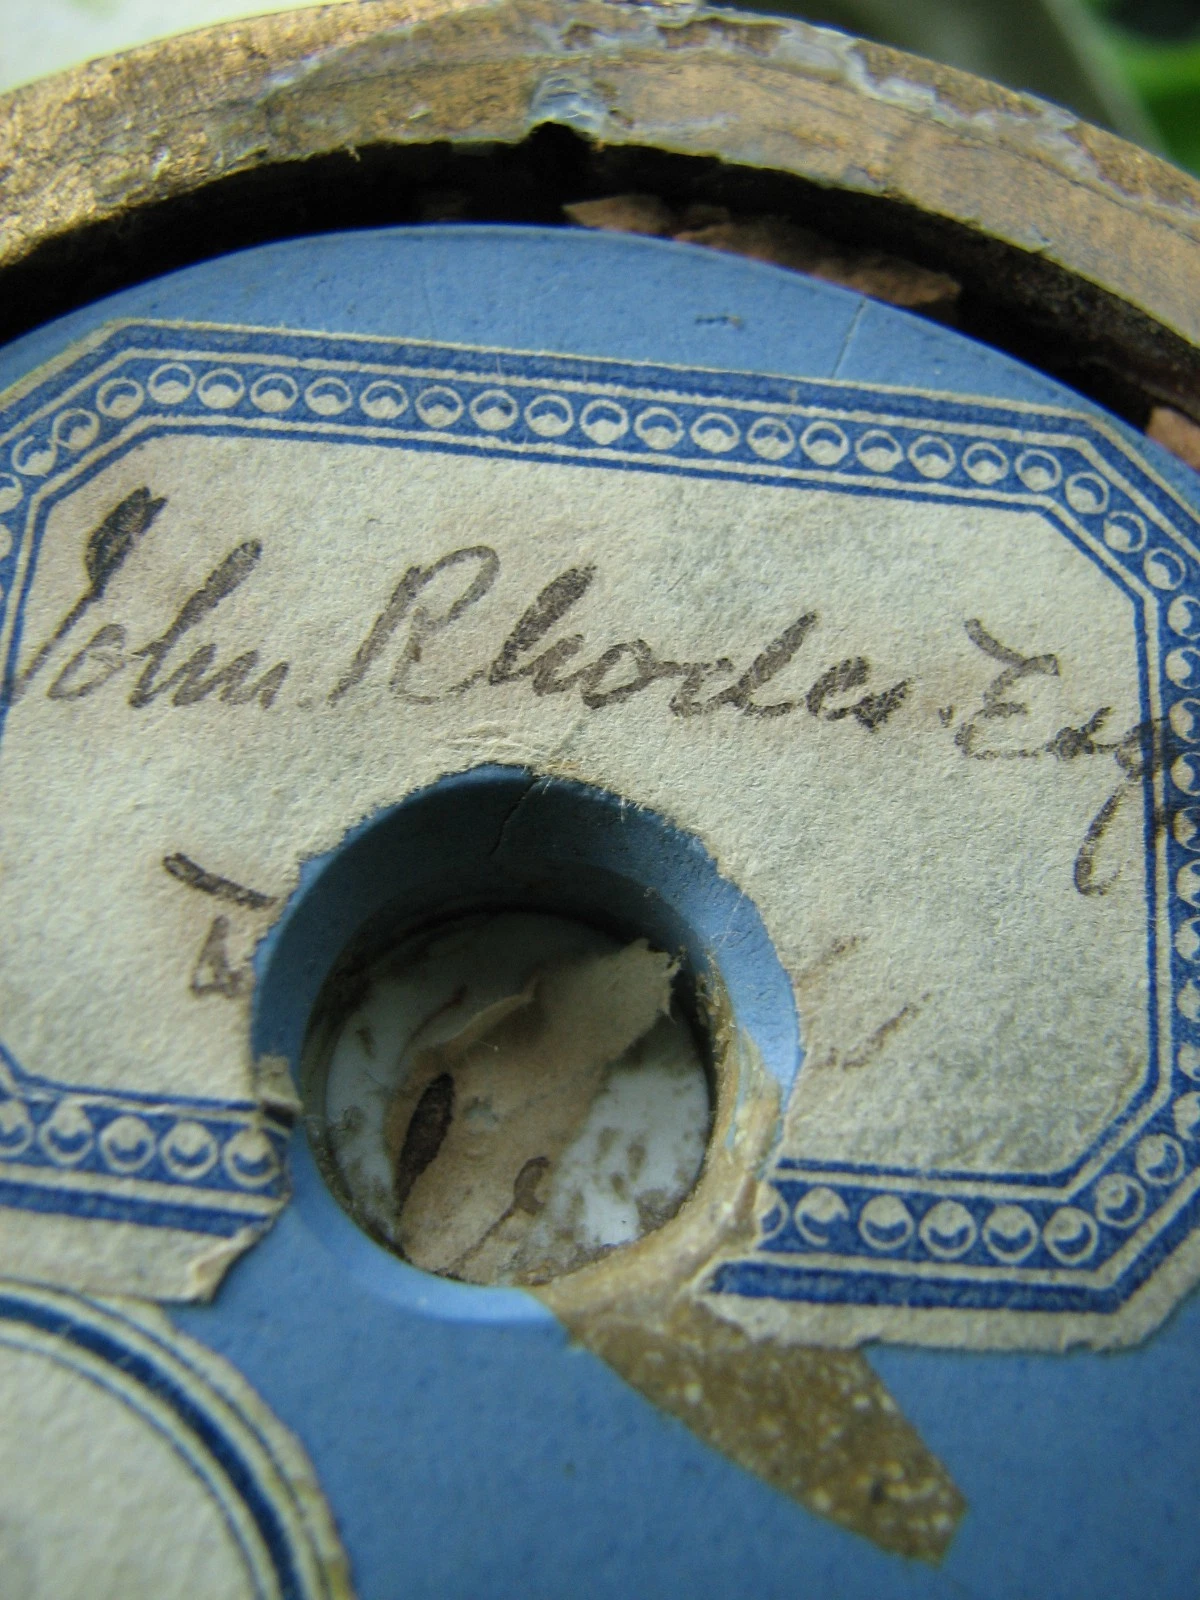 John. Rhodes. Esq